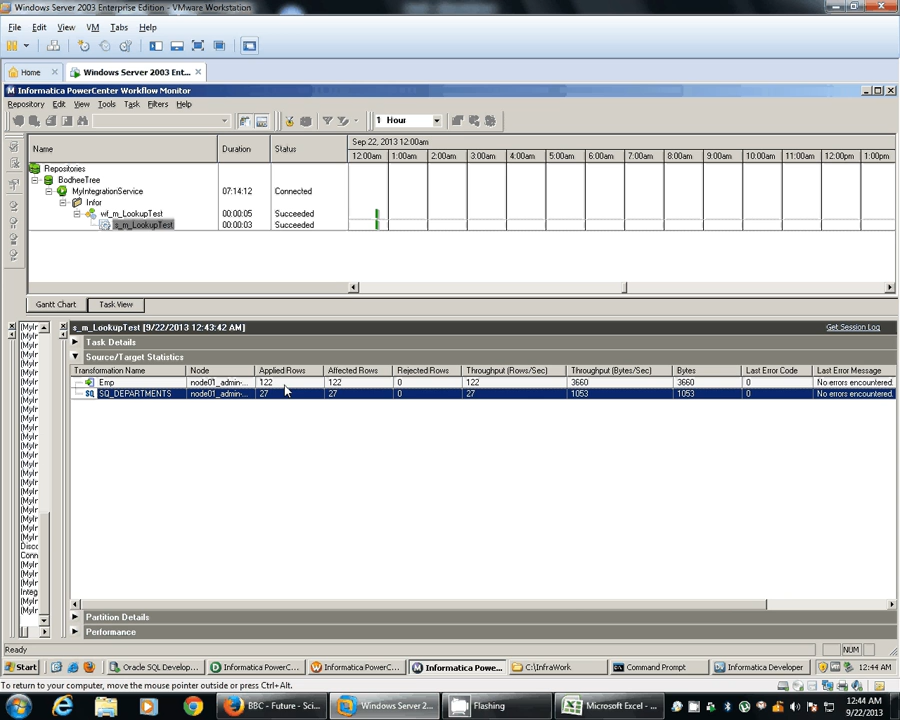 Windows Server 2003 Enterprise Edition - VMware Workstation
File Edit View VM Tabs Help
Home × Windows Server 2003 Ent... ×
Informatica PowerCenter Workflow Monitor
Repository Edit View Tools Task Filters Help
1 Hour
Name Duration Status Sep 22, 2013 12:00am
12:00am 1:00am 2:00am 3:00am 4:00am 5:00am 6:00am 7:00am 8:00am 9:00am 10:00am 11:00am 12:00pm 1:00pm
Repositories
BodheeTree
MyIntegrationService 07:14:12 Connected
Infor
wf_m_LookupTest 00:00:05 Succeeded
s_m_LookupTest 00:00:03 Succeeded
Gantt Chart Task View
s_m_LookupTest [9/22/2013 12:43:42 AM] Get Session Log
Task Details
Source/Target Statistics
Transformation Name Node Applied Rows Affected Rows Rejected Rows Throughput (Rows/Sec) Throughput (Bytes/Sec) Bytes Last Error Code Last Error Message
Emp node01_admin-... 122 122 0 122 3660 3660 0 No errors encountered.
SQ_DEPARTMENTS node01_admin-... 27 27 0 27 1053 1053 0 No errors encountered.
Partition Details
Performance
Ready NUM
Start Oracle SQL Develop... Informatica PowerC... Informatica PowerC... Informatica Powe... C:\InfraWork Command Prompt Informatica Developer 12:44 AM
To return to your computer, move the mouse pointer outside or press Ctrl+Alt.
BBC - Future - Sci... Windows Server 2... Flashing Microsoft Excel - ... 12:44 AM
9/22/2013